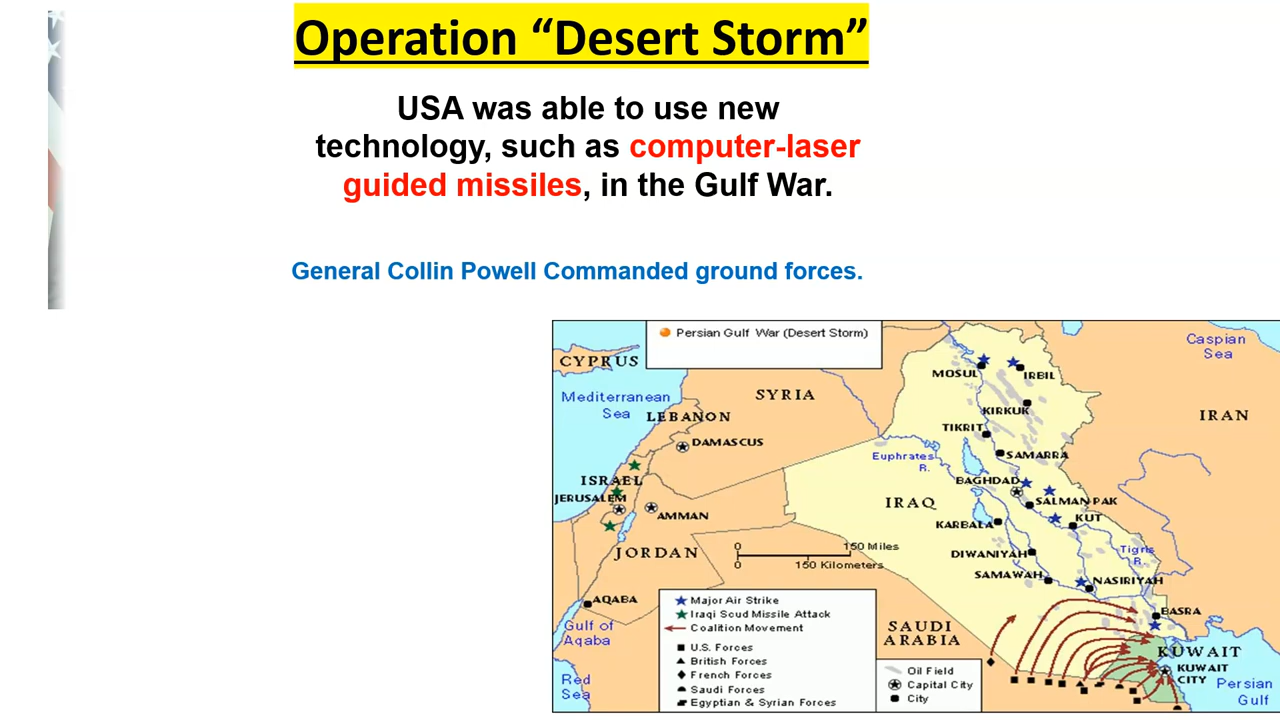 Operation “Desert Storm”
USA was able to use new
technology, such as computer-laser
guided missiles, in the Gulf War.
General Collin Powell Commanded ground forces.
Persian Gulf War (Desert Storm)
CYPRUS
Mediterranean
Sea
LEBANON
SYRIA
DAMASCUS
ISRAEL
JERUSALEM
AMMAN
JORDAN
AQABA
Gulf of
Aqaba
Red
Sea
Caspian
Sea
IRAN
MOSUL
IRBIL
KIRKUK
TIKRIT
SAMARRA
Euphrates
R.
BAGHDAD
SALMAN PAK
IRAQ
KARBALA
KUT
DIWANIYAH
Tigris
R.
SAMAWAH
NASIRIYAH
BASRA
0 150 Miles
0 150 Kilometers
SAUDI
ARABIA
KUWAIT
KUWAIT
CITY
Persian
Gulf
Major Air Strike
Iraqi Scud Missile Attack
Coalition Movement
U.S. Forces
British Forces
French Forces
Saudi Forces
Egyptian & Syrian Forces
Oil Field
Capital City
City